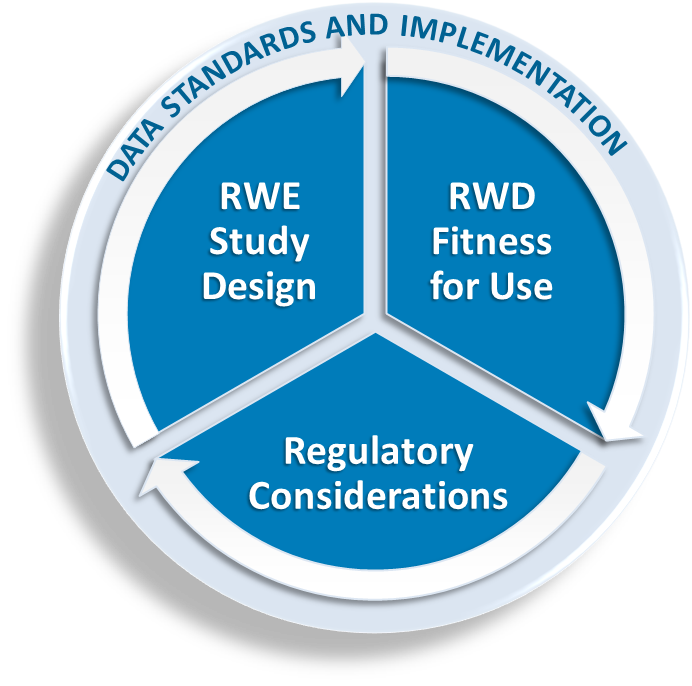 DATA STANDARDS AND IMPLEMENTATION
RWE
Study
Design
RWD
Fitness
for Use
Regulatory
Considerations